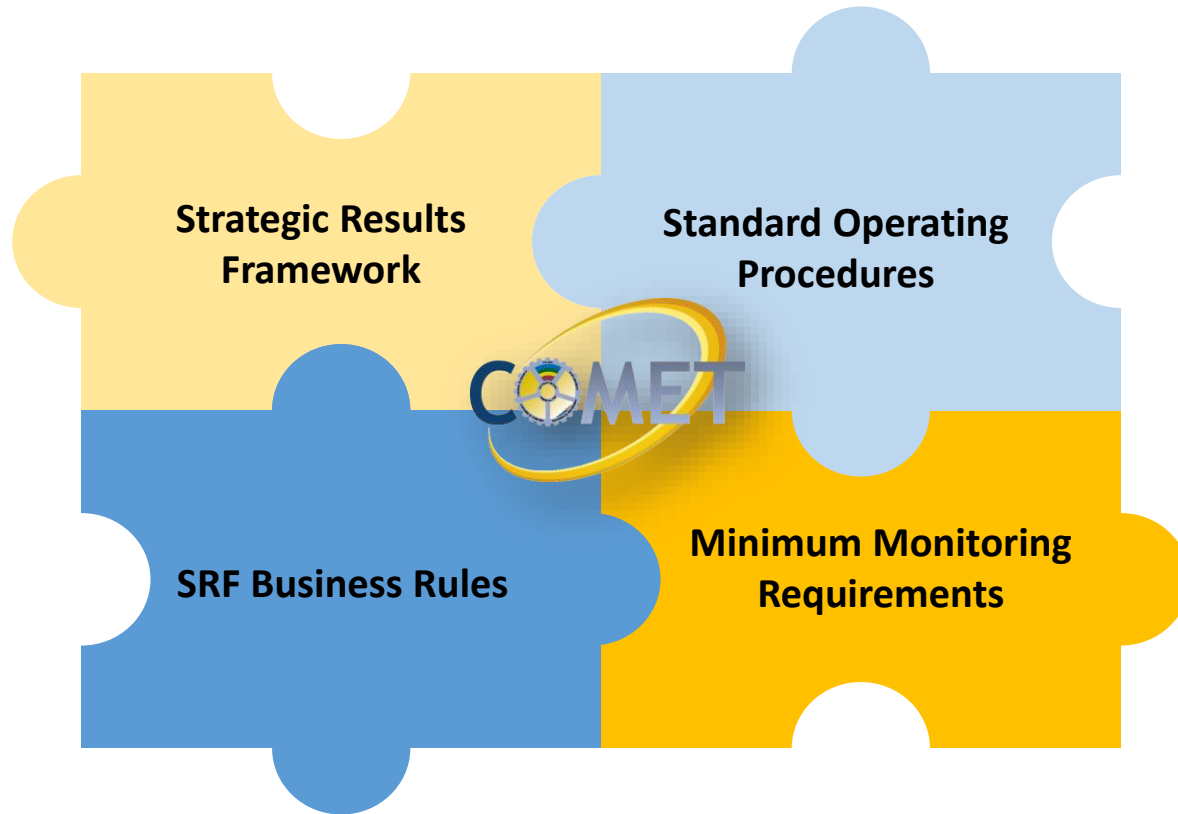 Strategic Results
Framework
Standard Operating
Procedures
COMET
SRF Business Rules
Minimum Monitoring
Requirements